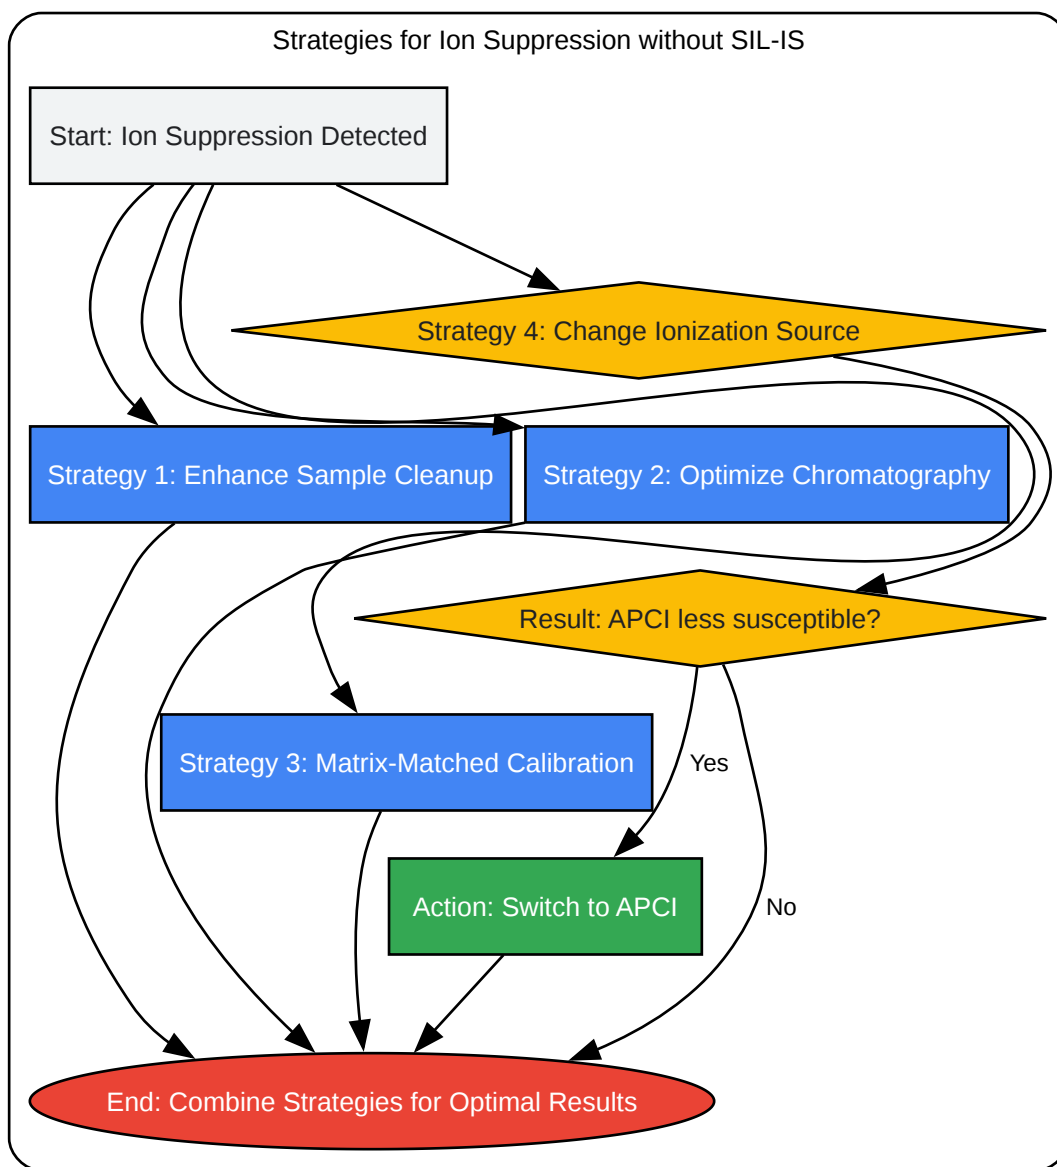 Strategies for Ion Suppression without SIL-IS
Start: Ion Suppression Detected
Strategy 4: Change Ionization Source
Strategy 1: Enhance Sample Cleanup
Strategy 2: Optimize Chromatography
Result: APCI less susceptible?
Strategy 3: Matrix-Matched Calibration
Yes
Action: Switch to APCI
No
End: Combine Strategies for Optimal Results